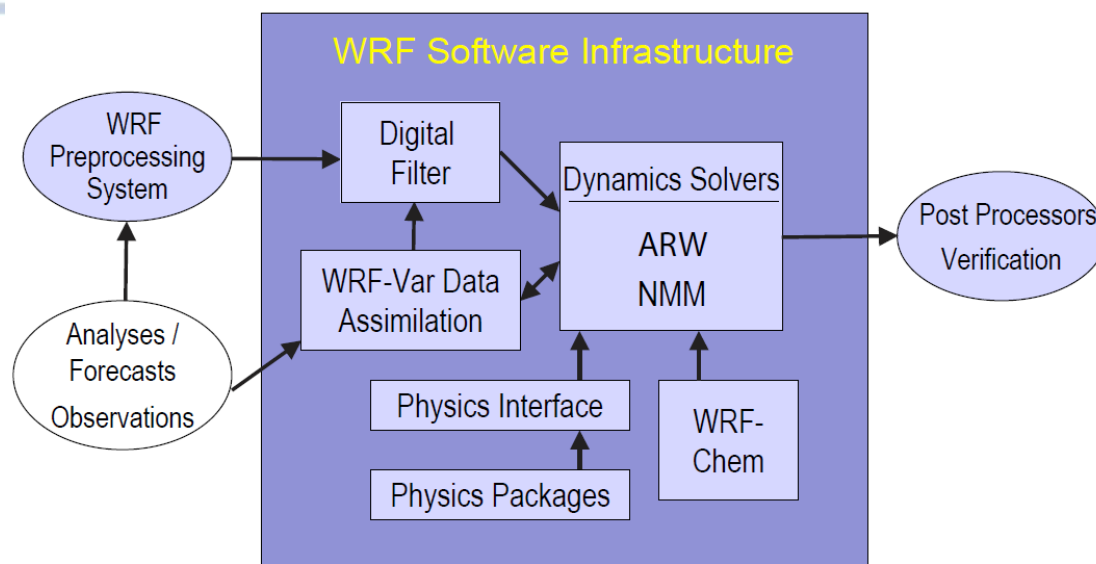 WRF Software Infrastructure
WRF
Preprocessing
System
Digital
Filter
Dynamics Solvers
ARW
NMM
Post Processors
Verification
WRF-Var Data
Assimilation
Analyses /
Forecasts
Observations
Physics Interface
WRF-
Chem
Physics Packages